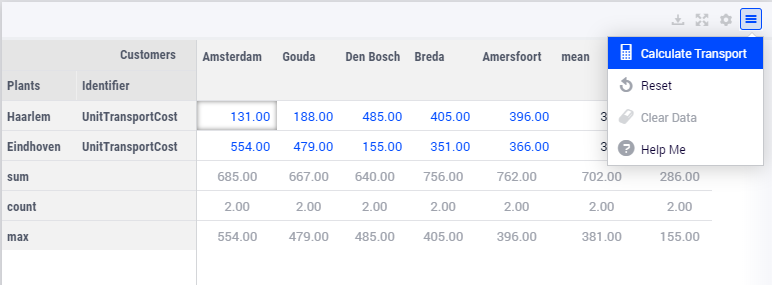 Customers Amsterdam Gouda Den Bosch Breda Amersfoort mean
Calculate Transport
Plants Identifier
Reset
Haarlem UnitTransportCost 131.00 188.00 485.00 405.00 396.00 3
Clear Data
Eindhoven UnitTransportCost 554.00 479.00 155.00 351.00 366.00 3
Help Me
sum 685.00 667.00 640.00 756.00 762.00 702.00 286.00
count 2.00 2.00 2.00 2.00 2.00 2.00 2.00
max 554.00 479.00 485.00 405.00 396.00 381.00 155.00